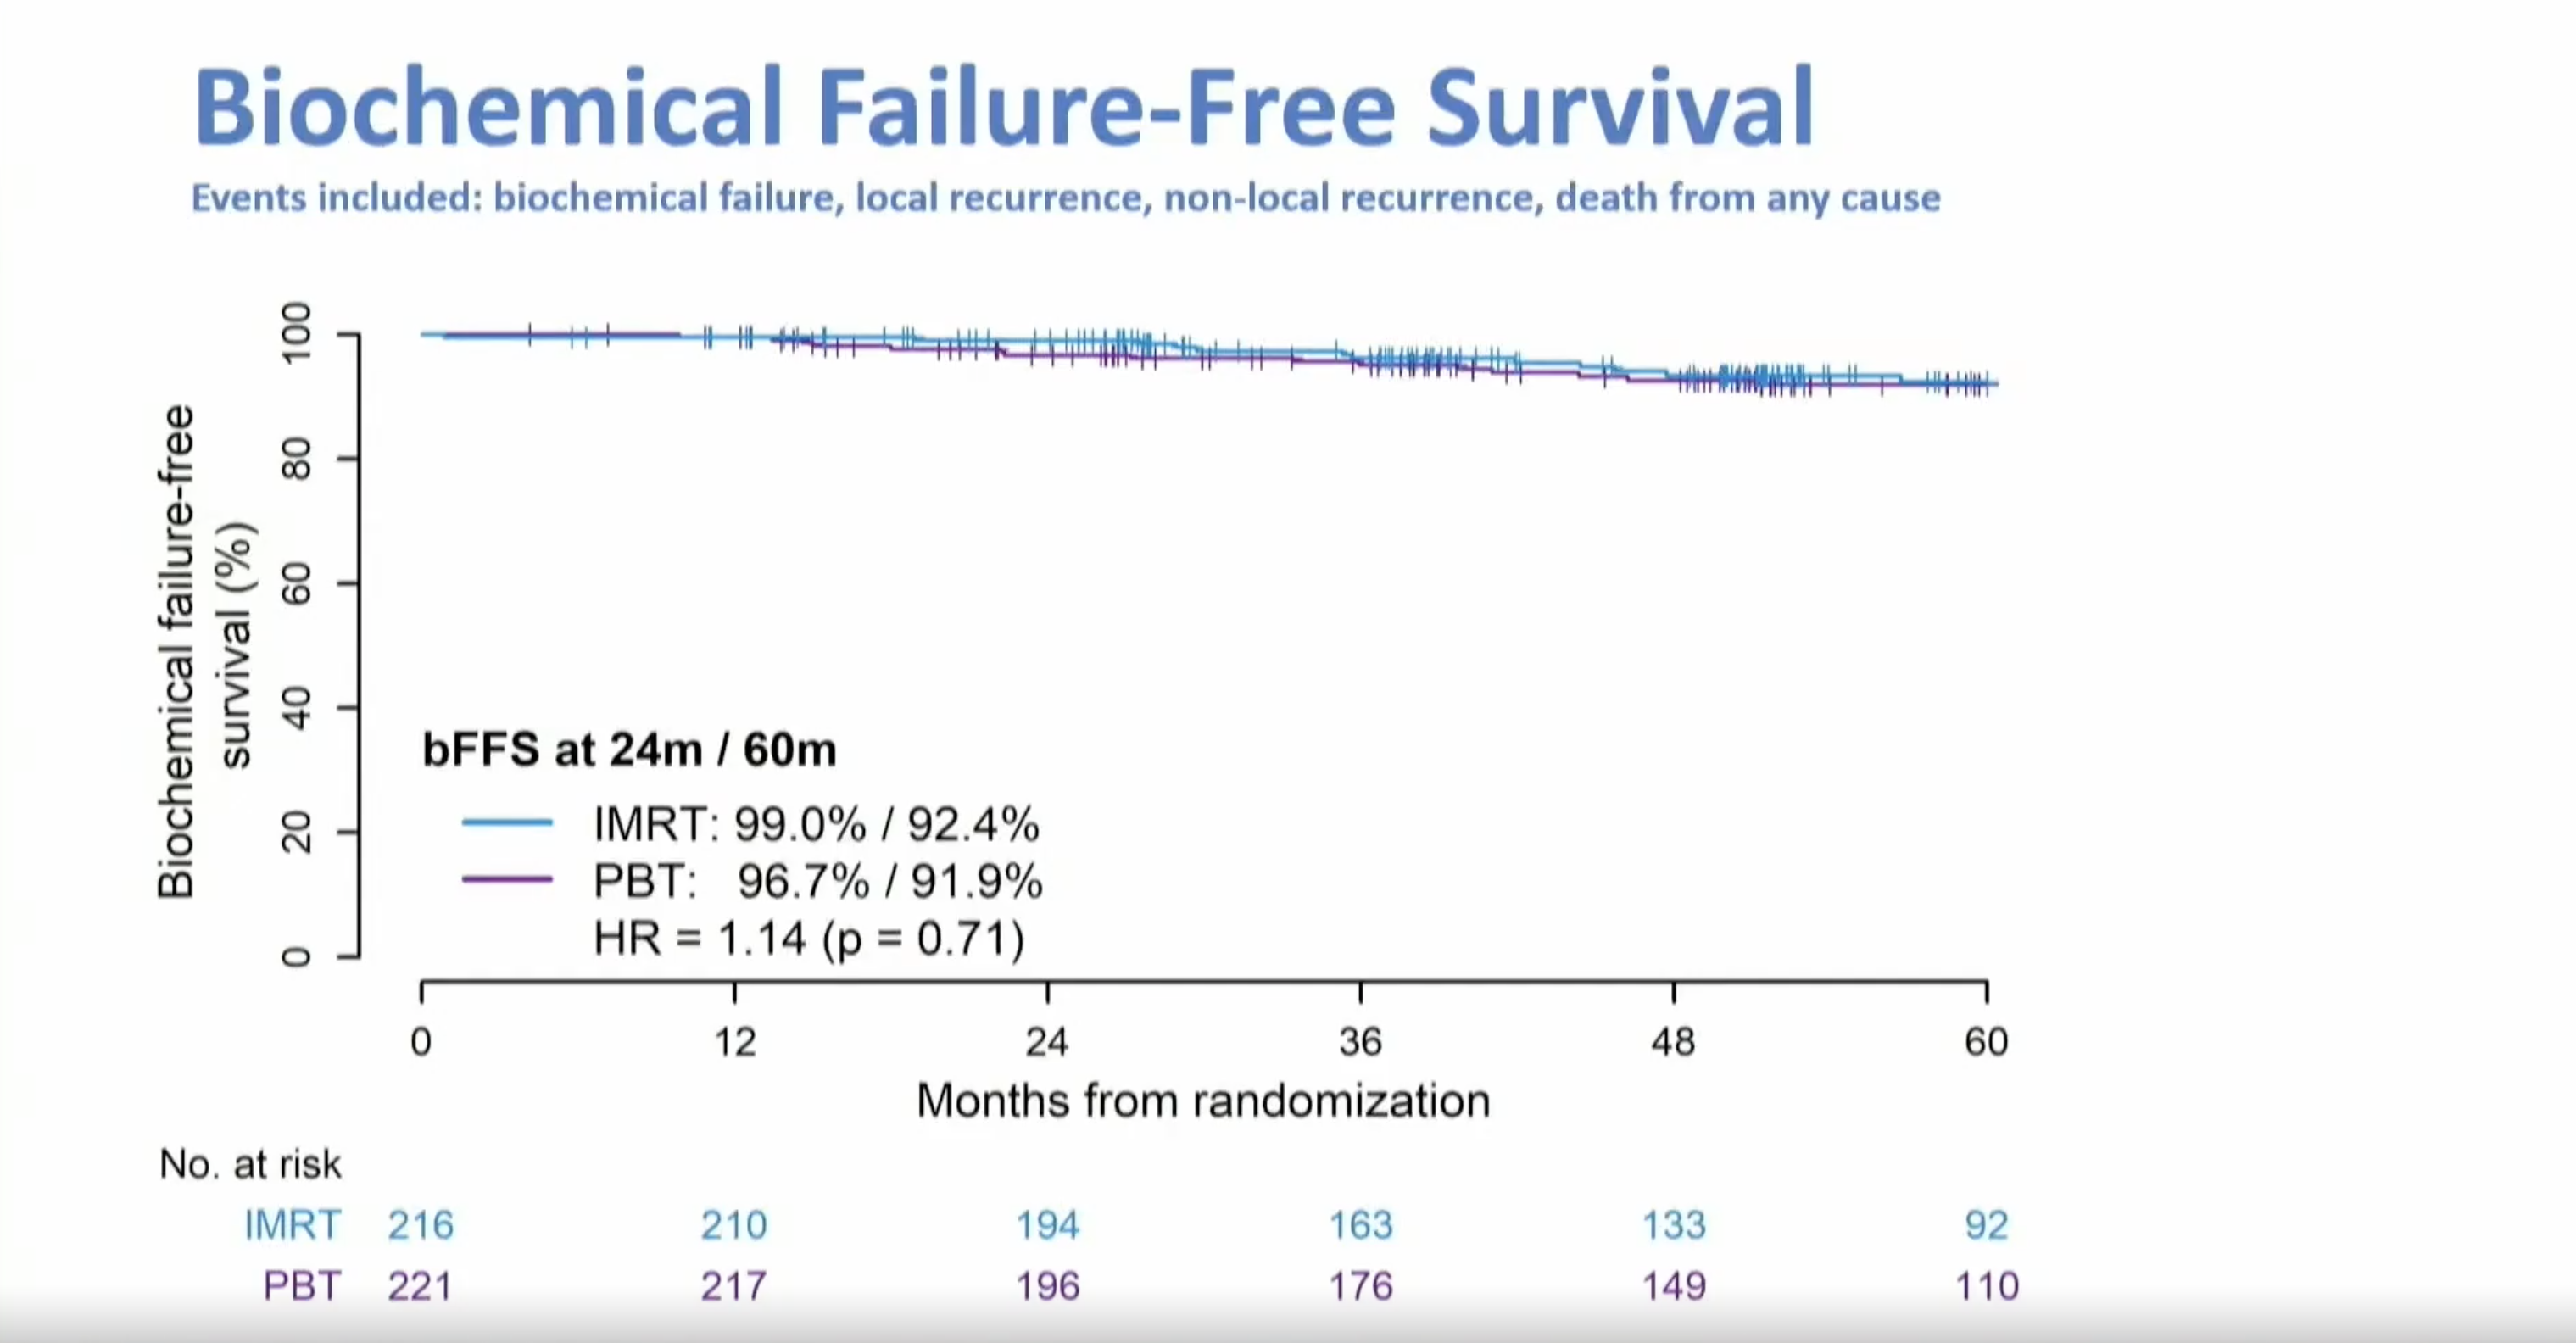 Biochemical Failure-Free Survival
Events included: biochemical failure, local recurrence, non-local recurrence, death from any cause
Biochemical failure-free
survival (%)
100
80
60
40
20
0
bFFS at 24m / 60m
IMRT: 99.0% / 92.4%
PBT: 96.7% / 91.9%
HR = 1.14 (p = 0.71)
0 12 24 36 48 60
Months from randomization
No. at risk
IMRT 216 210 194 163 133 92
PBT 221 217 196 176 149 110